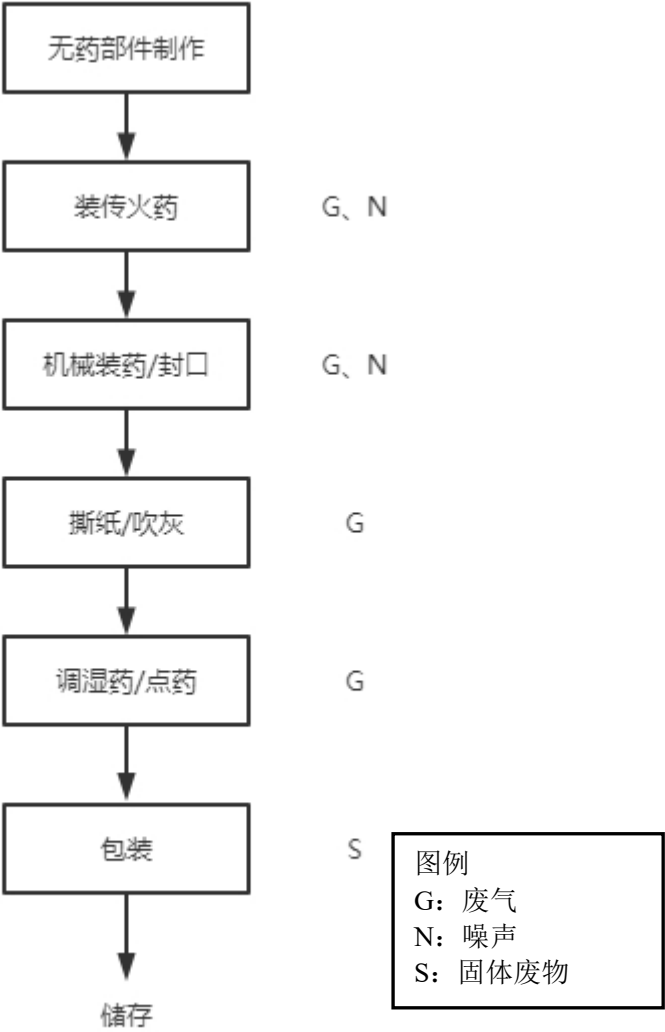 无药部件制作
装传火药
G、N
机械装药/封口
G、N
撕纸/吹灰
G
调湿药/点药
G
包装
S
图例
G：废气
N：噪声
S：固体废物
储存